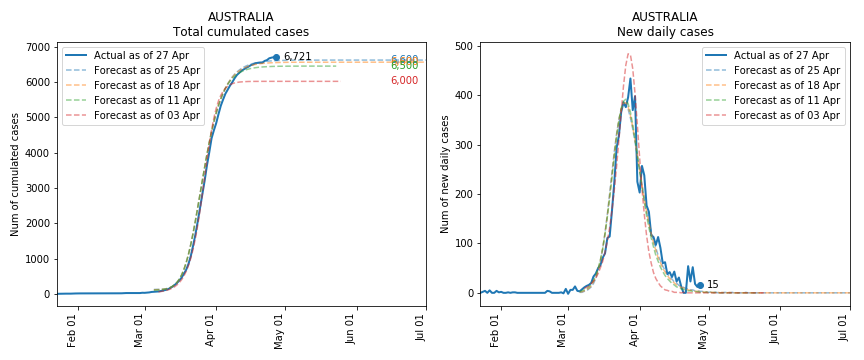 AUSTRALIA
Total cumulated cases
Num of cumulated cases
7000
6000
5000
4000
3000
2000
1000
0
Actual as of 27 Apr
Forecast as of 25 Apr
Forecast as of 18 Apr
Forecast as of 11 Apr
Forecast as of 03 Apr
6,721
6,600
6,500
6,000
Feb 01
Mar 01
Apr 01
May 01
Jun 01
Jul 01
AUSTRALIA
New daily cases
Num of new daily cases
500
400
300
200
100
0
Actual as of 27 Apr
Forecast as of 25 Apr
Forecast as of 18 Apr
Forecast as of 11 Apr
Forecast as of 03 Apr
15
Feb 01
Mar 01
Apr 01
May 01
Jun 01
Jul 01